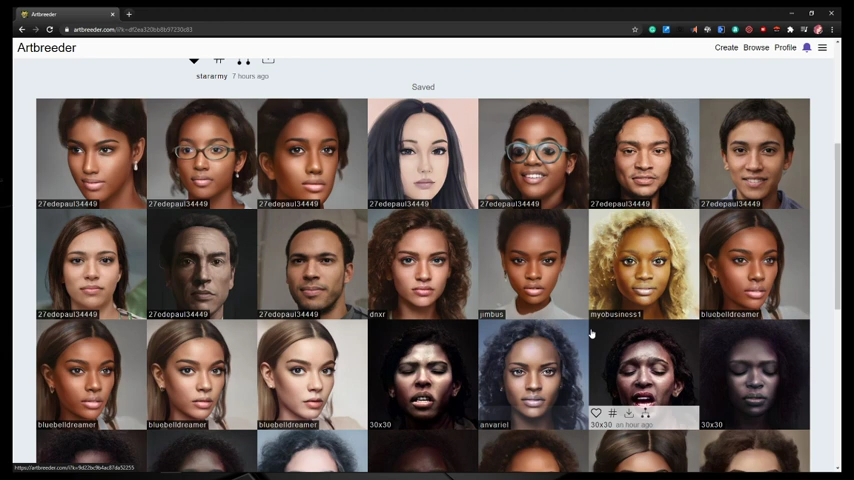 Artbreeder
artbreeder.com/i?k=df2ea320bb8b97230c83
Artbreeder
Create Browse Profile
stararmy 7 hours ago
Saved
27edepaul34449 27edepaul34449 27edepaul34449 27edepaul34449 27edepaul34449 27edepaul34449 27edepaul34449
27edepaul34449 27edepaul34449 27edepaul34449 dnxr jimbus myobusiness1 bluebelldreamer
bluebelldreamer bluebelldreamer bluebelldreamer 30x30 anvariel 30x30 an hour ago 30x30